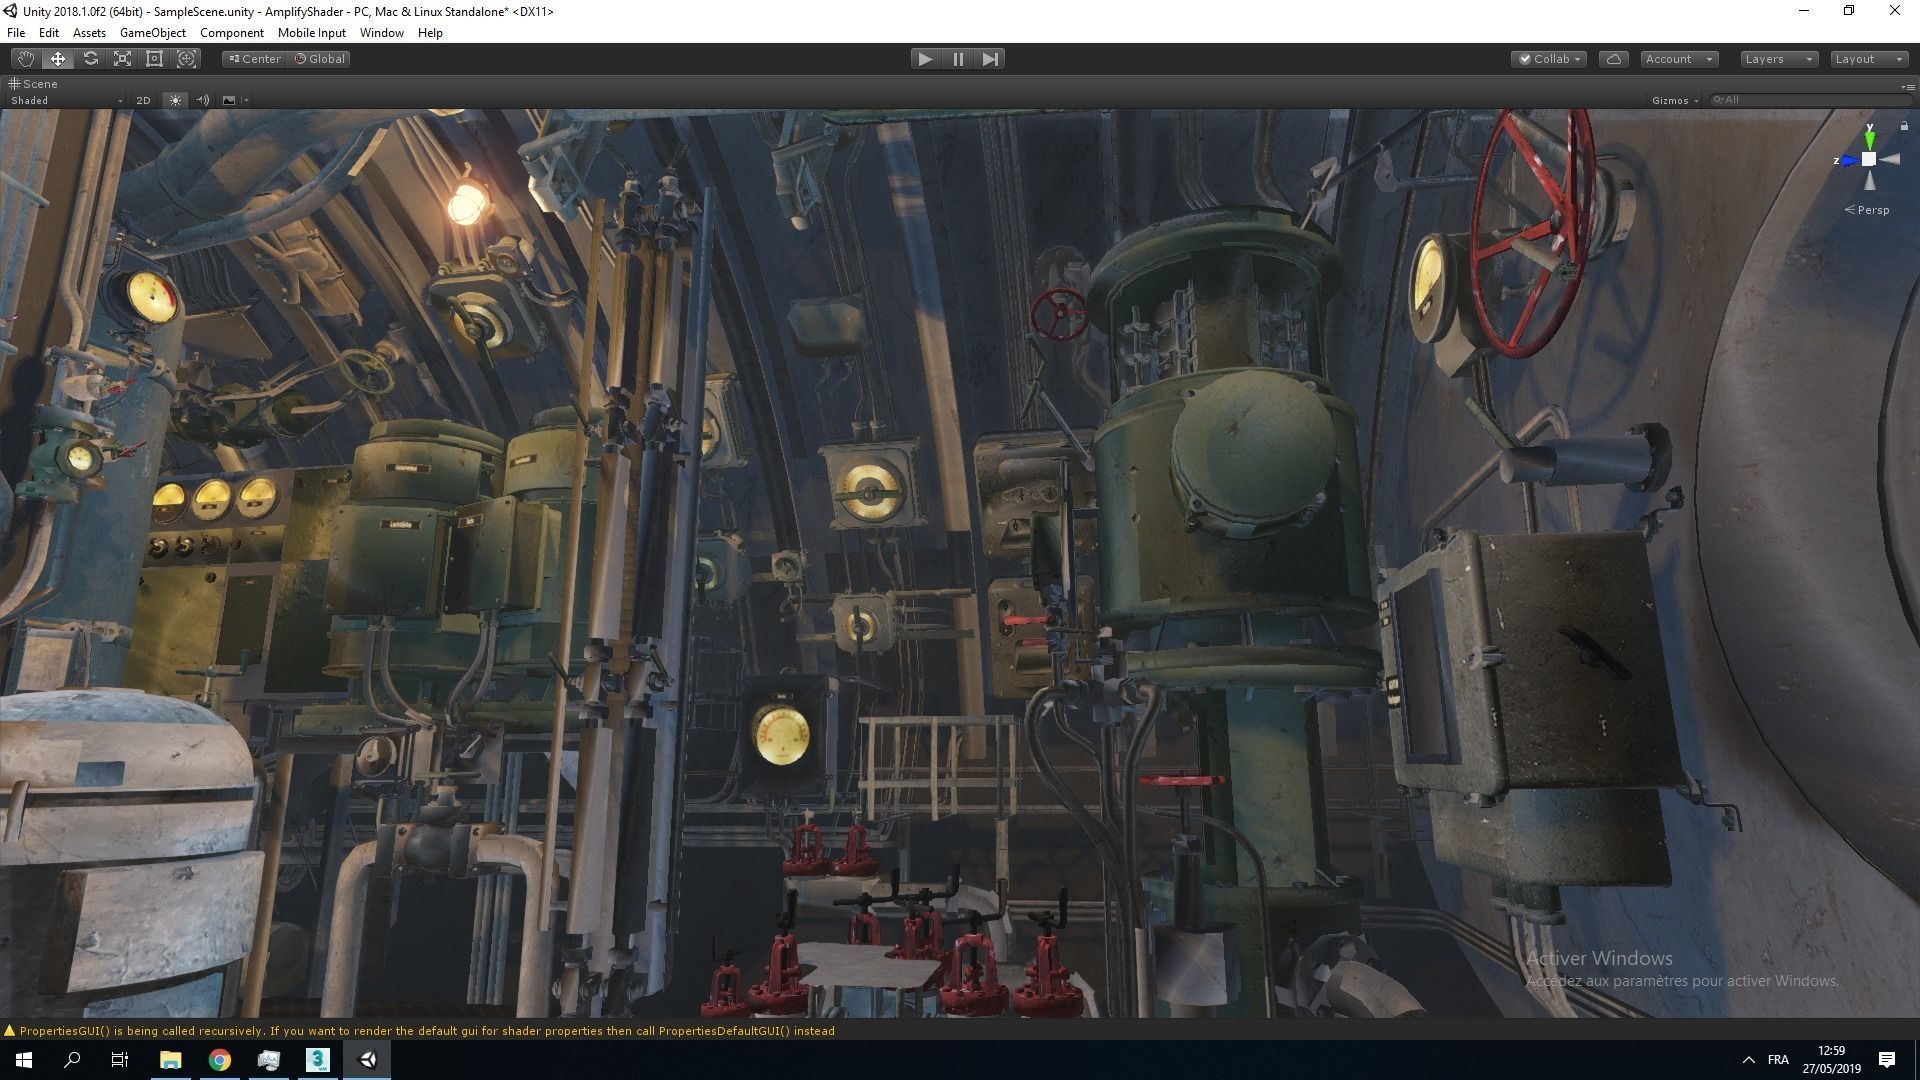 Unity 2018.1.0f2 (64bit) - SampleScene.unity - AmplifyShader - PC, Mac & Linux Standalone* <DX11>
File Edit Assets GameObject Component Mobile Input Window Help
Center Global Collab Account Layers Layout
Scene
Shaded 2D Gizmos All
y
z
Persp
Activer Windows
Accédez aux paramètres pour activer Windows.
PropertiesGUI() is being called recursively. If you want to render the default gui for shader properties then call PropertiesDefaultGUI() instead
3
FRA
12:59
27/05/2019